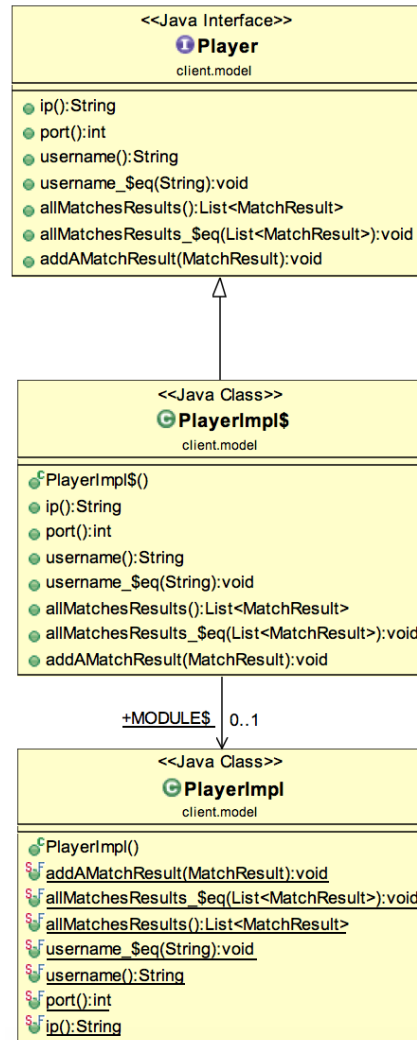 <<Java Interface>>
I Player
client.model
ip():String
port():int
username():String
username_$eq(String):void
allMatchesResults():List<MatchResult>
allMatchesResults_$eq(List<MatchResult>):void
addAMatchResult(MatchResult):void
<<Java Class>>
C PlayerImpl$
client.model
C PlayerImpl$()
ip():String
port():int
username():String
username_$eq(String):void
allMatchesResults():List<MatchResult>
allMatchesResults_$eq(List<MatchResult>):void
addAMatchResult(MatchResult):void
+MODULE$ 0..1
<<Java Class>>
C PlayerImpl
client.model
C PlayerImpl()
S F addAMatchResult(MatchResult):void
S F allMatchesResults_$eq(List<MatchResult>):void
S F allMatchesResults():List<MatchResult>
S F username_$eq(String):void
S F username():String
S F port():int
S F ip():String